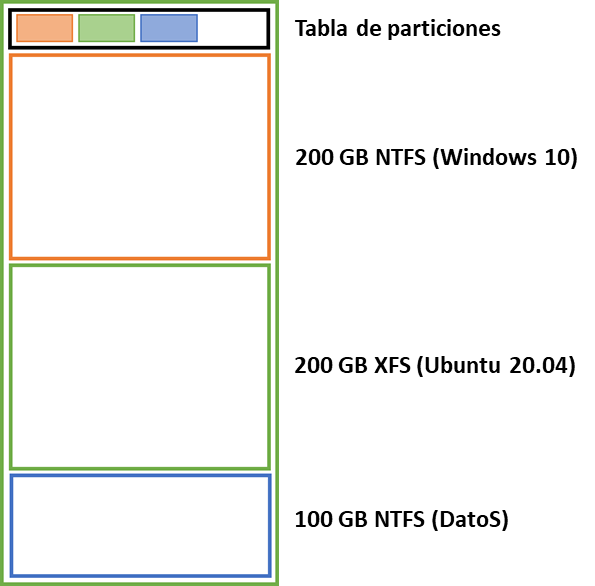 Tabla de particiones
200 GB NTFS (Windows 10)
200 GB XFS (Ubuntu 20.04)
100 GB NTFS (DatoS)